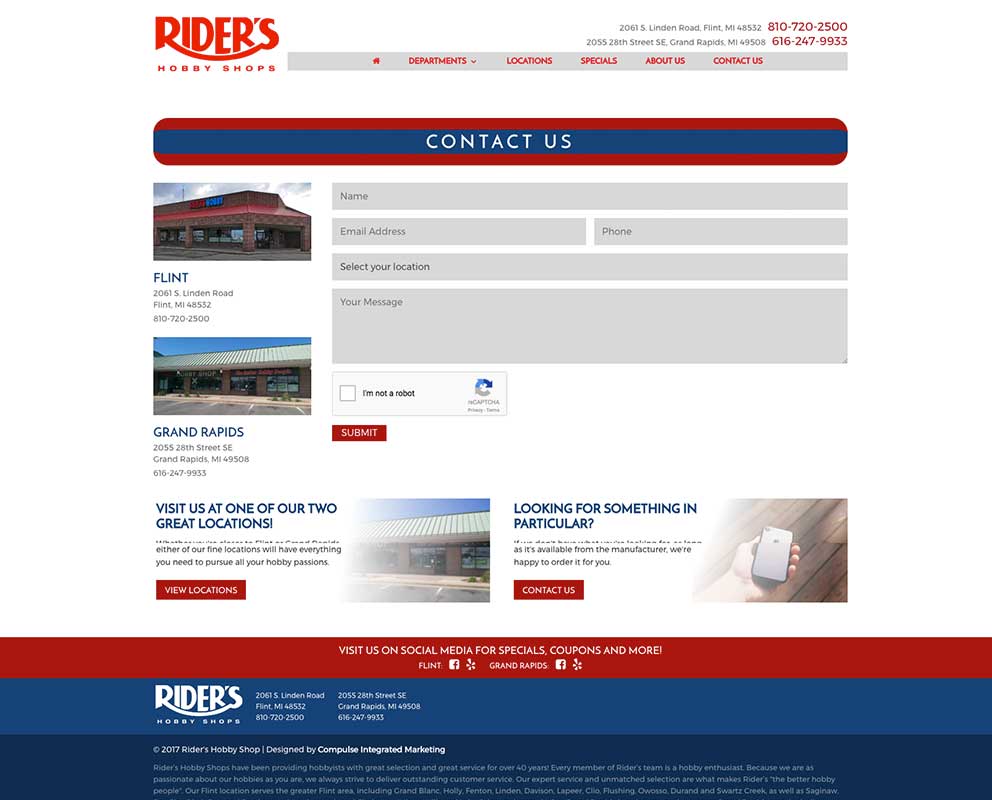 RIDER'S
HOBBY SHOPS
2061 S. Linden Road, Flint, MI 48532 810-720-2500
2055 28th Street SE, Grand Rapids, MI 49508 616-247-9933
DEPARTMENTS LOCATIONS SPECIALS ABOUT US CONTACT US
CONTACT US
FLINT
2061 S. Linden Road
Flint, MI 48532
810-720-2500
HOBBY SHOP
GRAND RAPIDS
2055 28th Street SE
Grand Rapids, MI 49508
616-247-9933
Name
Email Address Phone
Select your location
Your Message
I'm not a robot
reCAPTCHA
Privacy - Terms
SUBMIT
VISIT US AT ONE OF OUR TWO
GREAT LOCATIONS!
Whether you're closer to Flint or Grand Rapids,
either of our fine locations will have everything
you need to pursue all your hobby passions.
VIEW LOCATIONS
LOOKING FOR SOMETHING IN
PARTICULAR?
If we don't have what you're looking for, as long
as it's available from the manufacturer, we're
happy to order it for you.
CONTACT US
VISIT US ON SOCIAL MEDIA FOR SPECIALS, COUPONS AND MORE!
FLINT: GRAND RAPIDS:
RIDER'S
HOBBY SHOPS
2061 S. Linden Road
Flint, MI 48532
810-720-2500
2055 28th Street SE
Grand Rapids, MI 49508
616-247-9933
© 2017 Rider's Hobby Shop | Designed by Compulse Integrated Marketing
Rider's Hobby Shops have been providing hobbyists with great selection and great service for over 40 years! Every member of Rider's team is a hobby enthusiast. Because we are as
passionate about our hobbies as you are, we always strive to deliver outstanding customer service. Our expert service and unmatched selection are what makes Rider's "the better hobby
people". Our Flint location serves the greater Flint area, including Grand Blanc, Holly, Fenton, Linden, Davison, Lapeer, Clio, Flushing, Owosso, Durand and Swartz Creek, as well as Saginaw.